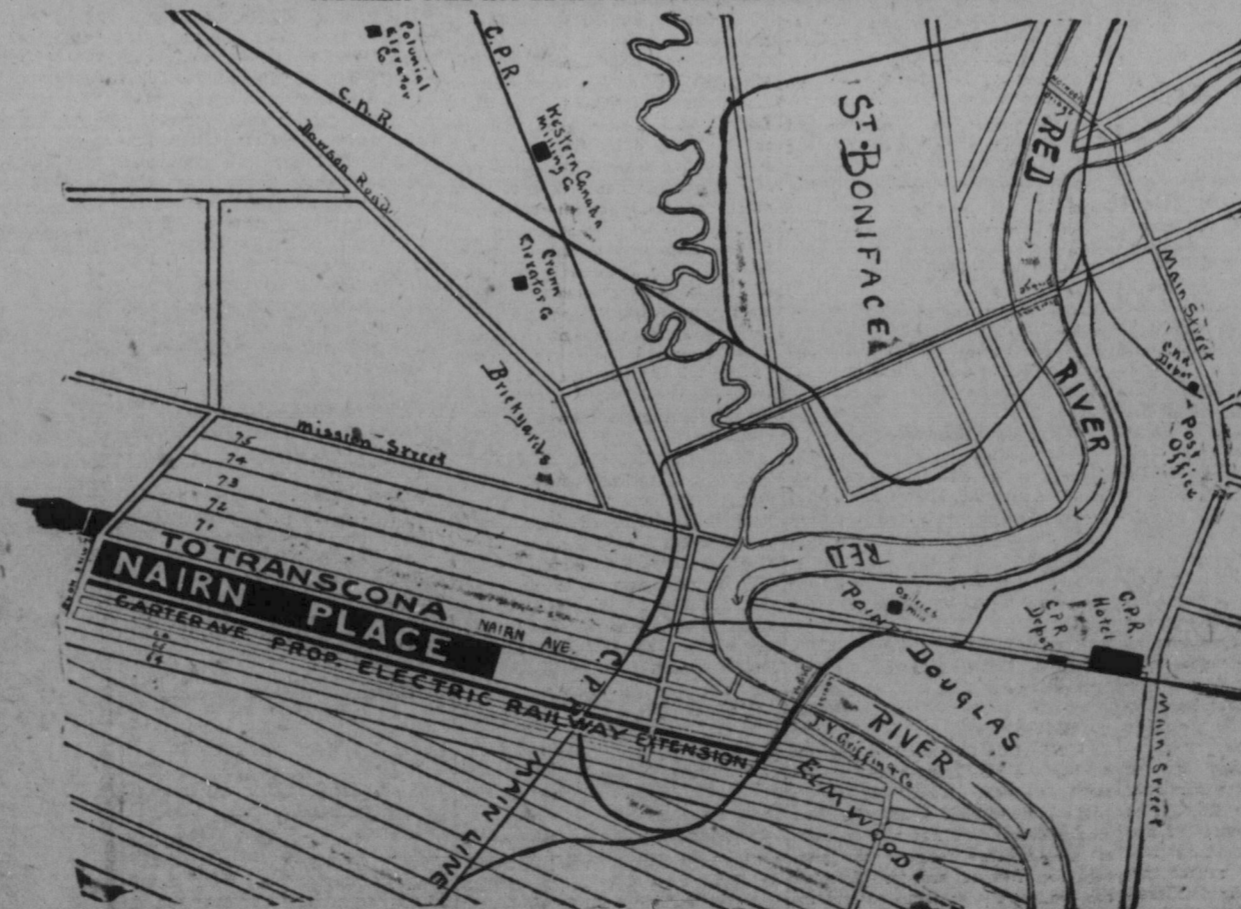 Colonial
Elevator
Co
C.P.R.
C.N.R.
Western Canada
Milling Co
Dawson Road
Crown
Elevator Co
ST. BONIFACE
RED
RIVER
Main Street
C.N.R.
Depot
Post
Office
Brickyards
Mission Street
75
74
73
72
71
TO TRANSCONA
NAIRN PLACE
NAIRN AVE.
CARTER AVE PROP. ELECTRIC RAILWAY EXTENSION
C.P.R.
MAIN LINE
RED
Point
DOUGLAS
C.P.R.
Depot
C.P.R.
Hotel
RIVER
J.Y. Griffin & Co
ELMWOOD
Main Street